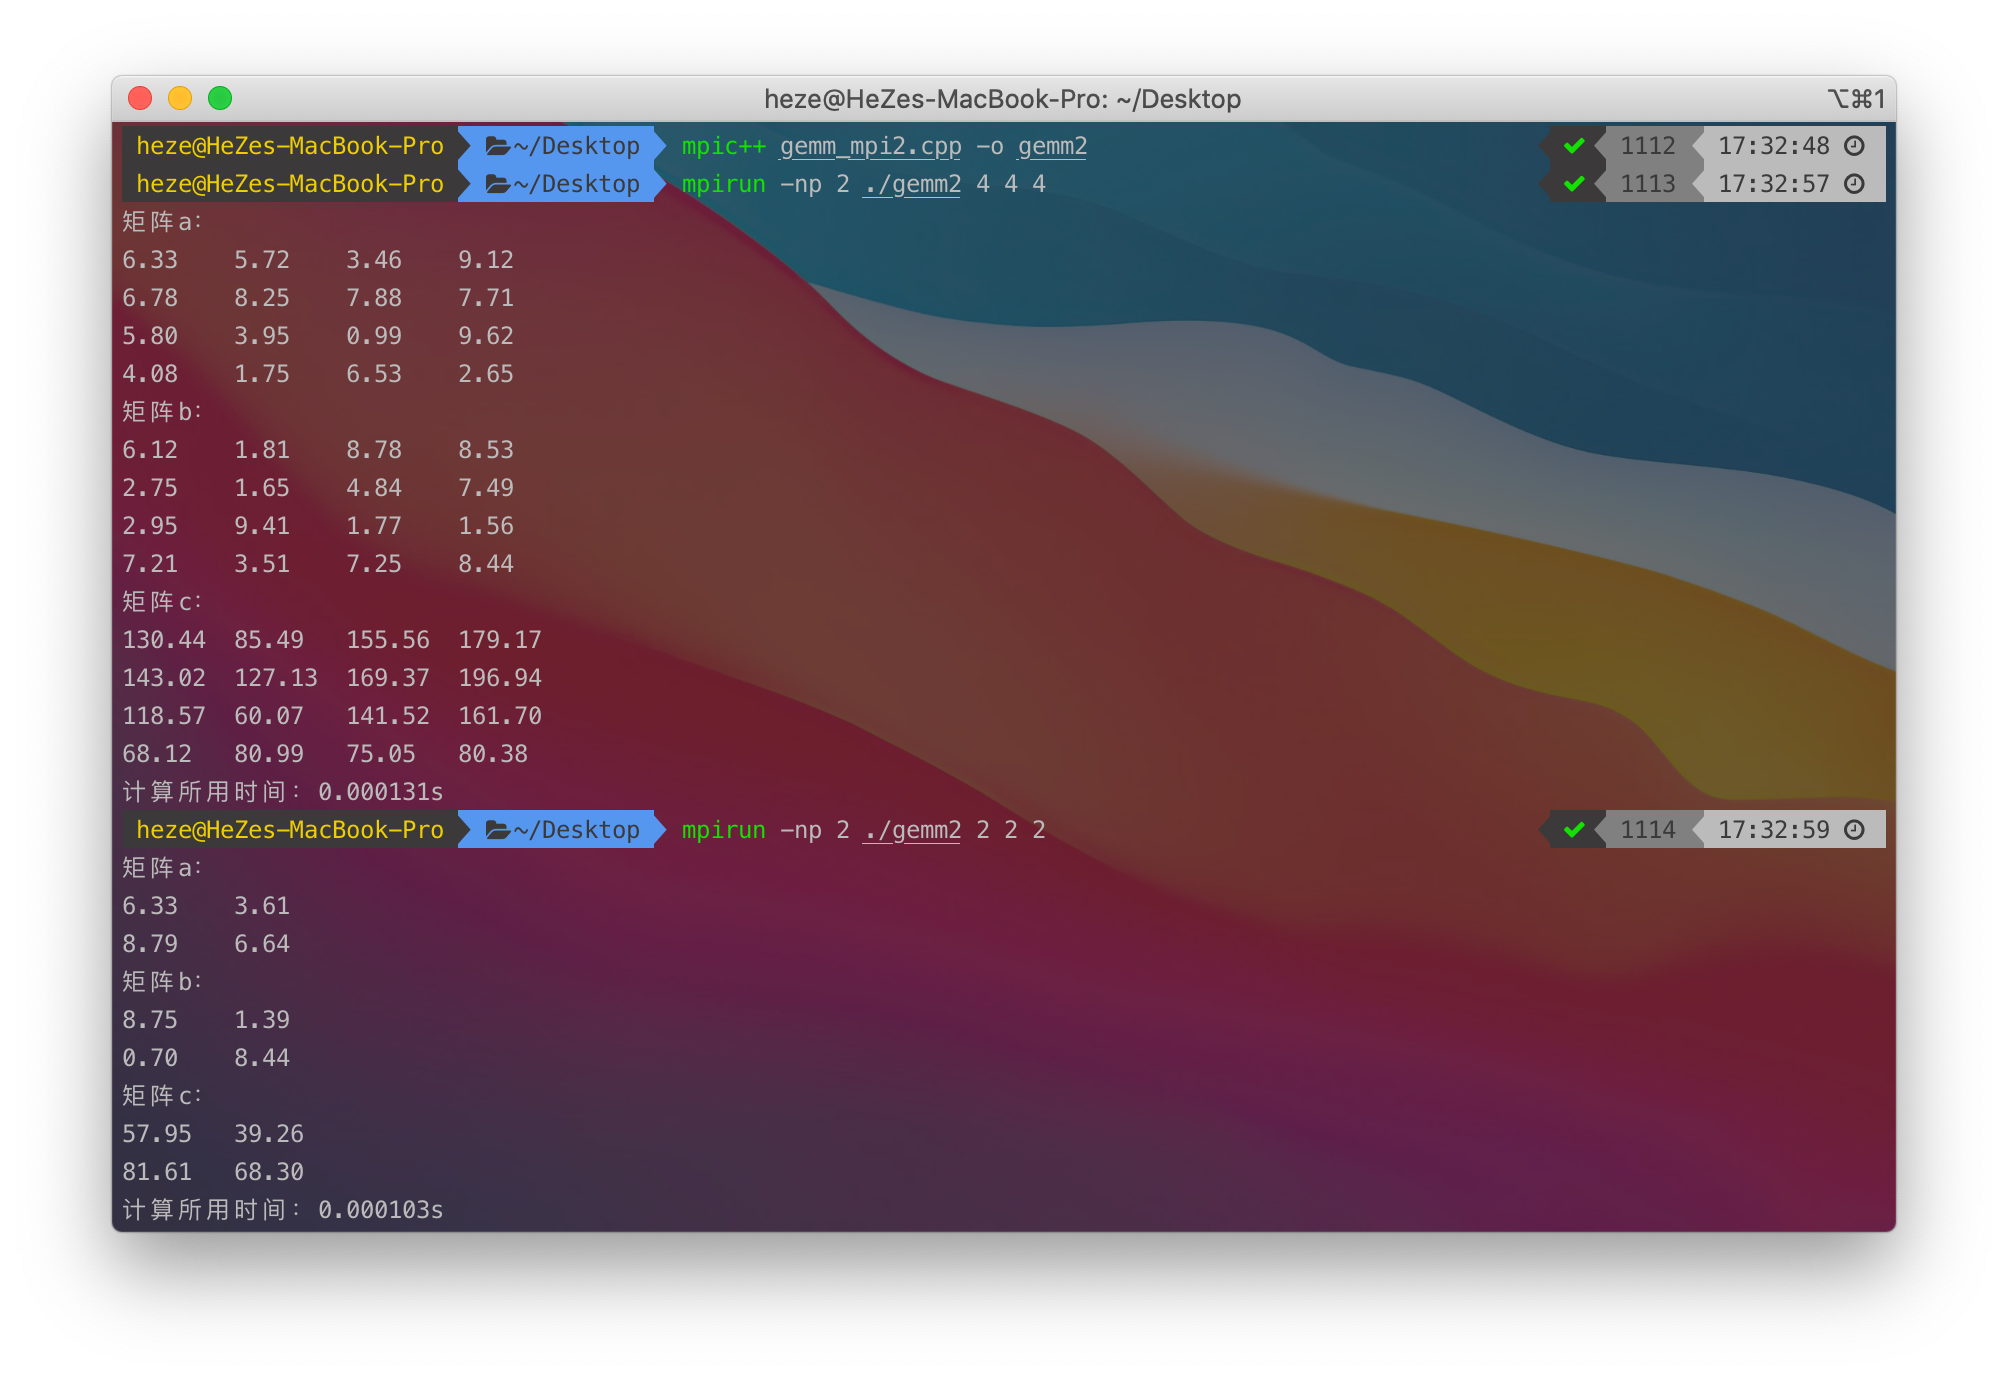 heze@HeZes-MacBook-Pro: ~/Desktop ⌥⌘1
heze@HeZes-MacBook-Pro ~/Desktop mpic++ gemm_mpi2.cpp -o gemm2 ✔ 1112 17:32:48
heze@HeZes-MacBook-Pro ~/Desktop mpirun -np 2 ./gemm2 4 4 4 ✔ 1113 17:32:57
矩阵a:
6.33 5.72 3.46 9.12
6.78 8.25 7.88 7.71
5.80 3.95 0.99 9.62
4.08 1.75 6.53 2.65
矩阵b:
6.12 1.81 8.78 8.53
2.75 1.65 4.84 7.49
2.95 9.41 1.77 1.56
7.21 3.51 7.25 8.44
矩阵c:
130.44 85.49 155.56 179.17
143.02 127.13 169.37 196.94
118.57 60.07 141.52 161.70
68.12 80.99 75.05 80.38
计算所用时间: 0.000131s
heze@HeZes-MacBook-Pro ~/Desktop mpirun -np 2 ./gemm2 2 2 2 ✔ 1114 17:32:59
矩阵a:
6.33 3.61
8.79 6.64
矩阵b:
8.75 1.39
0.70 8.44
矩阵c:
57.95 39.26
81.61 68.30
计算所用时间: 0.000103s